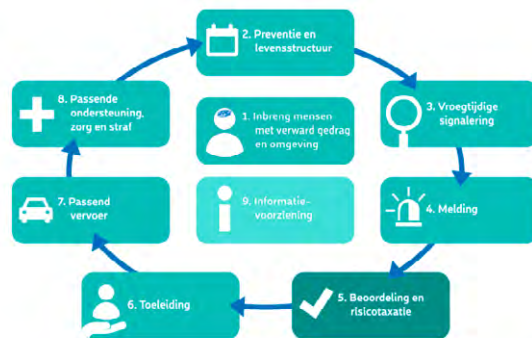 2. Preventie en
levensstructuur
8. Passende
ondersteuning,
zorg en straf
1. Inbreng mensen
met verward gedrag
en omgeving
3. Vroegtijdige
signalering
7. Passend
vervoer
9. Informatie-
voorziening
4. Melding
6. Toeleiding
5. Beoordeling en
risicotaxatie